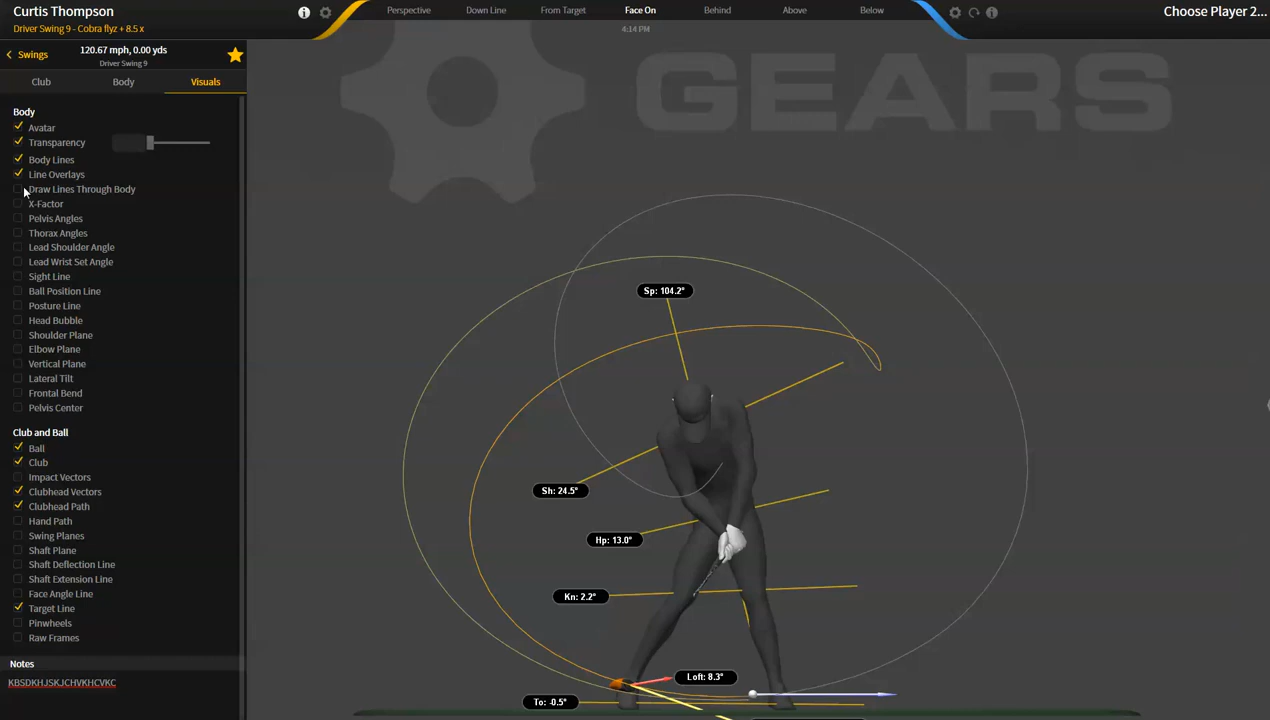 Curtis Thompson
Driver Swing 9 - Cobra flyz + 8.5 x
Perspective Down Line From Target Face On Behind Above Below
4:14 PM
Choose Player 2...
Swings
120.67 mph, 0.00 yds
Driver Swing 9
Club Body Visuals
Body
Avatar
Transparency
Body Lines
Line Overlays
Draw Lines Through Body
X-Factor
Pelvis Angles
Thorax Angles
Lead Shoulder Angle
Lead Wrist Set Angle
Sight Line
Ball Position Line
Posture Line
Head Bubble
Shoulder Plane
Elbow Plane
Vertical Plane
Lateral Tilt
Frontal Bend
Pelvis Center
Club and Ball
Ball
Club
Impact Vectors
Clubhead Vectors
Clubhead Path
Hand Path
Swing Planes
Shaft Plane
Shaft Deflection Line
Shaft Extension Line
Face Angle Line
Target Line
Pinwheels
Raw Frames
Notes
KBSDKHJSKJCHVKHCVKC
GEARS
Sp: 104.2°
Sh: 24.5°
Hp: 13.0°
Kn: 2.2°
Loft: 8.3°
To: -0.5°